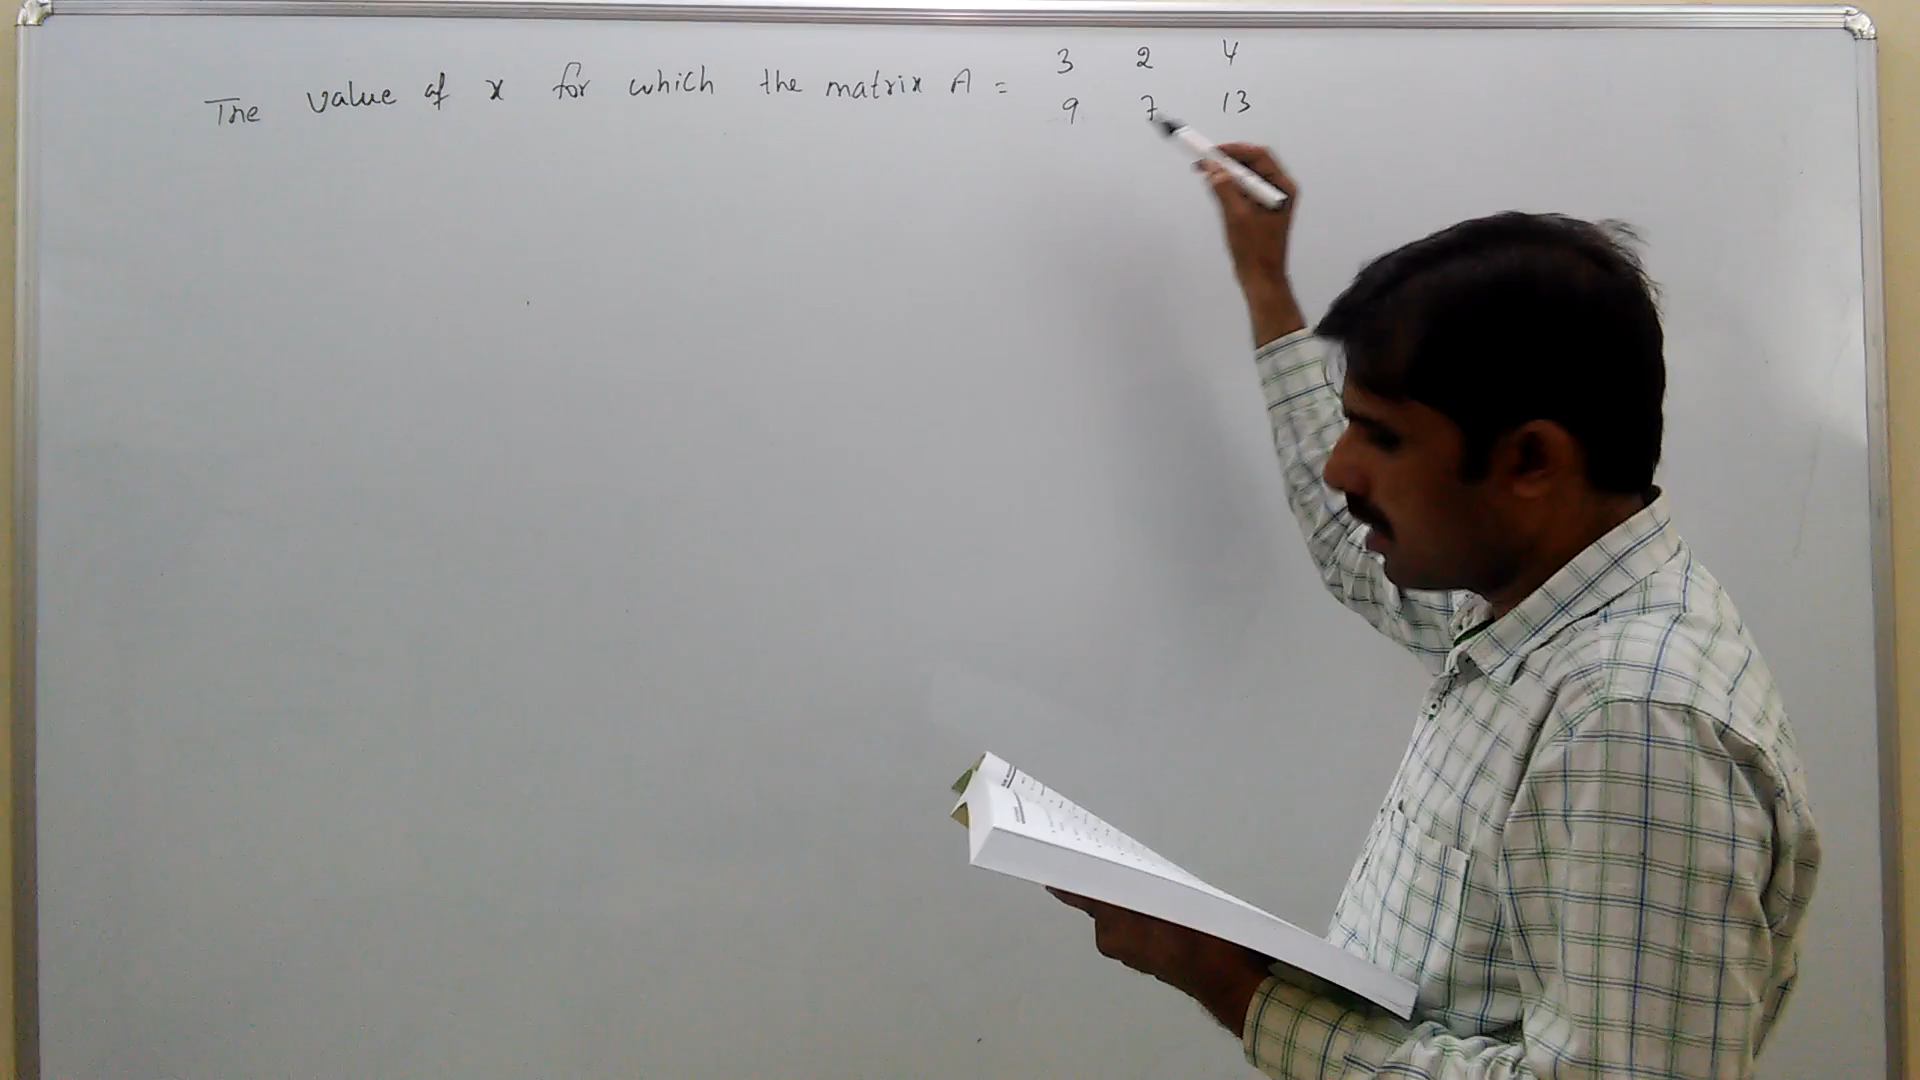 The value of x for which the matrix A = 3 2 4
9 7 13